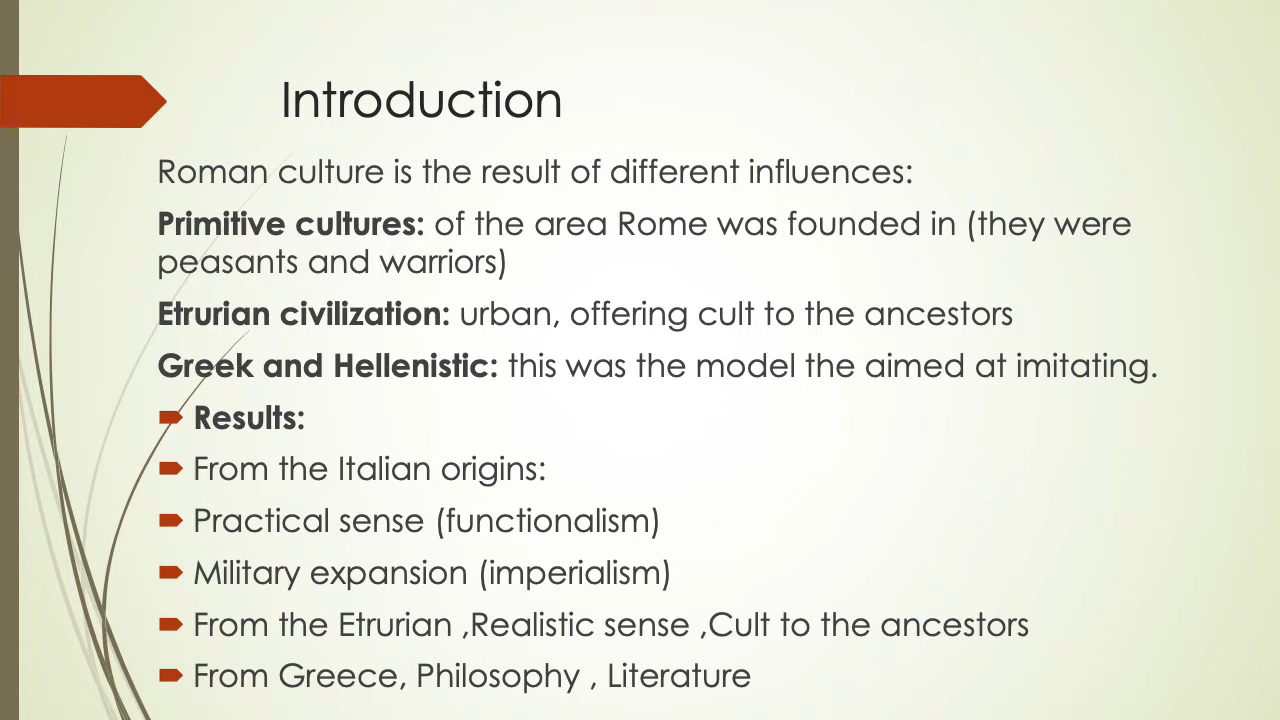 Introduction
Roman culture is the result of different influences:
Primitive cultures: of the area Rome was founded in (they were
peasants and warriors)
Etrurian civilization: urban, offering cult to the ancestors
Greek and Hellenistic: this was the model the aimed at imitating.
Results:
From the Italian origins:
Practical sense (functionalism)
Military expansion (imperialism)
From the Etrurian ,Realistic sense ,Cult to the ancestors
From Greece, Philosophy , Literature